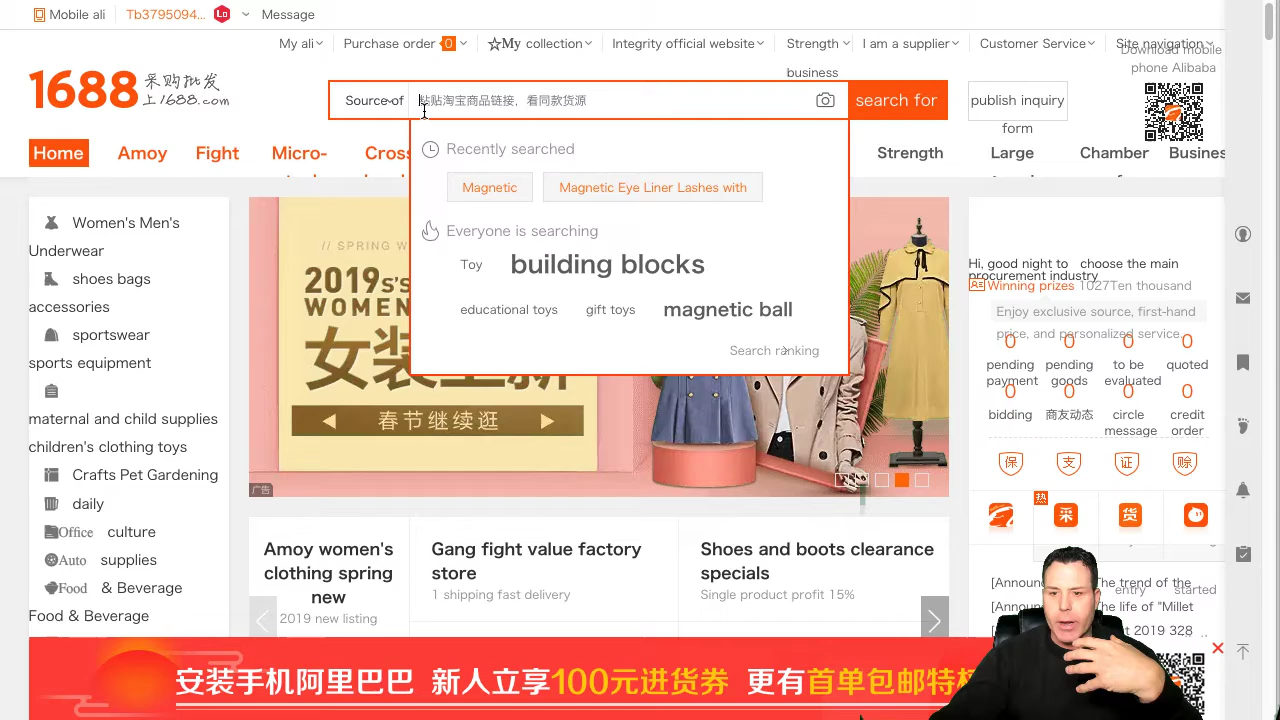 Mobile ali
Tb3795094...
Message
My ali
Purchase order 0
My collection
Integrity official website
Strength
business
I am a supplier
Customer Service
Site navigation
Download mobile
phone Alibaba
1688
采购批发
上1688.com
Source of
粘贴淘宝商品链接，看同款货源
search for
publish inquiry
form
Home
Amoy
Fight
Micro-
Strength
Large
Chamber
Recently searched
Magnetic
Magnetic Eye Liner Lashes with
Everyone is searching
Toy
building blocks
educational toys
gift toys
magnetic ball
Search ranking
Women's Men's
Underwear
shoes bags
accessories
sportswear
sports equipment
maternal and child supplies
children's clothing toys
Crafts Pet Gardening
daily
Office culture
Auto supplies
Food & Beverage
Food & Beverage
// SPRING
2019
春节继续逛
广告
Hi, good night to choose the main
procurement industry
Winning prizes 1027Ten thousand
Enjoy exclusive source, first-hand
price, and personalized service.
0 0 0 0
pending payment
pending goods
to be evaluated
quoted
0 0 0 0
bidding
商友动态
circle message
credit order
保 支 证 赊
热
采 货
Amoy women's
clothing spring
new
2019 new listing
Gang fight value factory
store
1 shipping fast delivery
Shoes and boots clearance
specials
Single product profit 15%
The trend of the
entry started
The life of "Millet
2019 328
安装手机阿里巴巴 新人立享100元进货券 更有首单包邮特